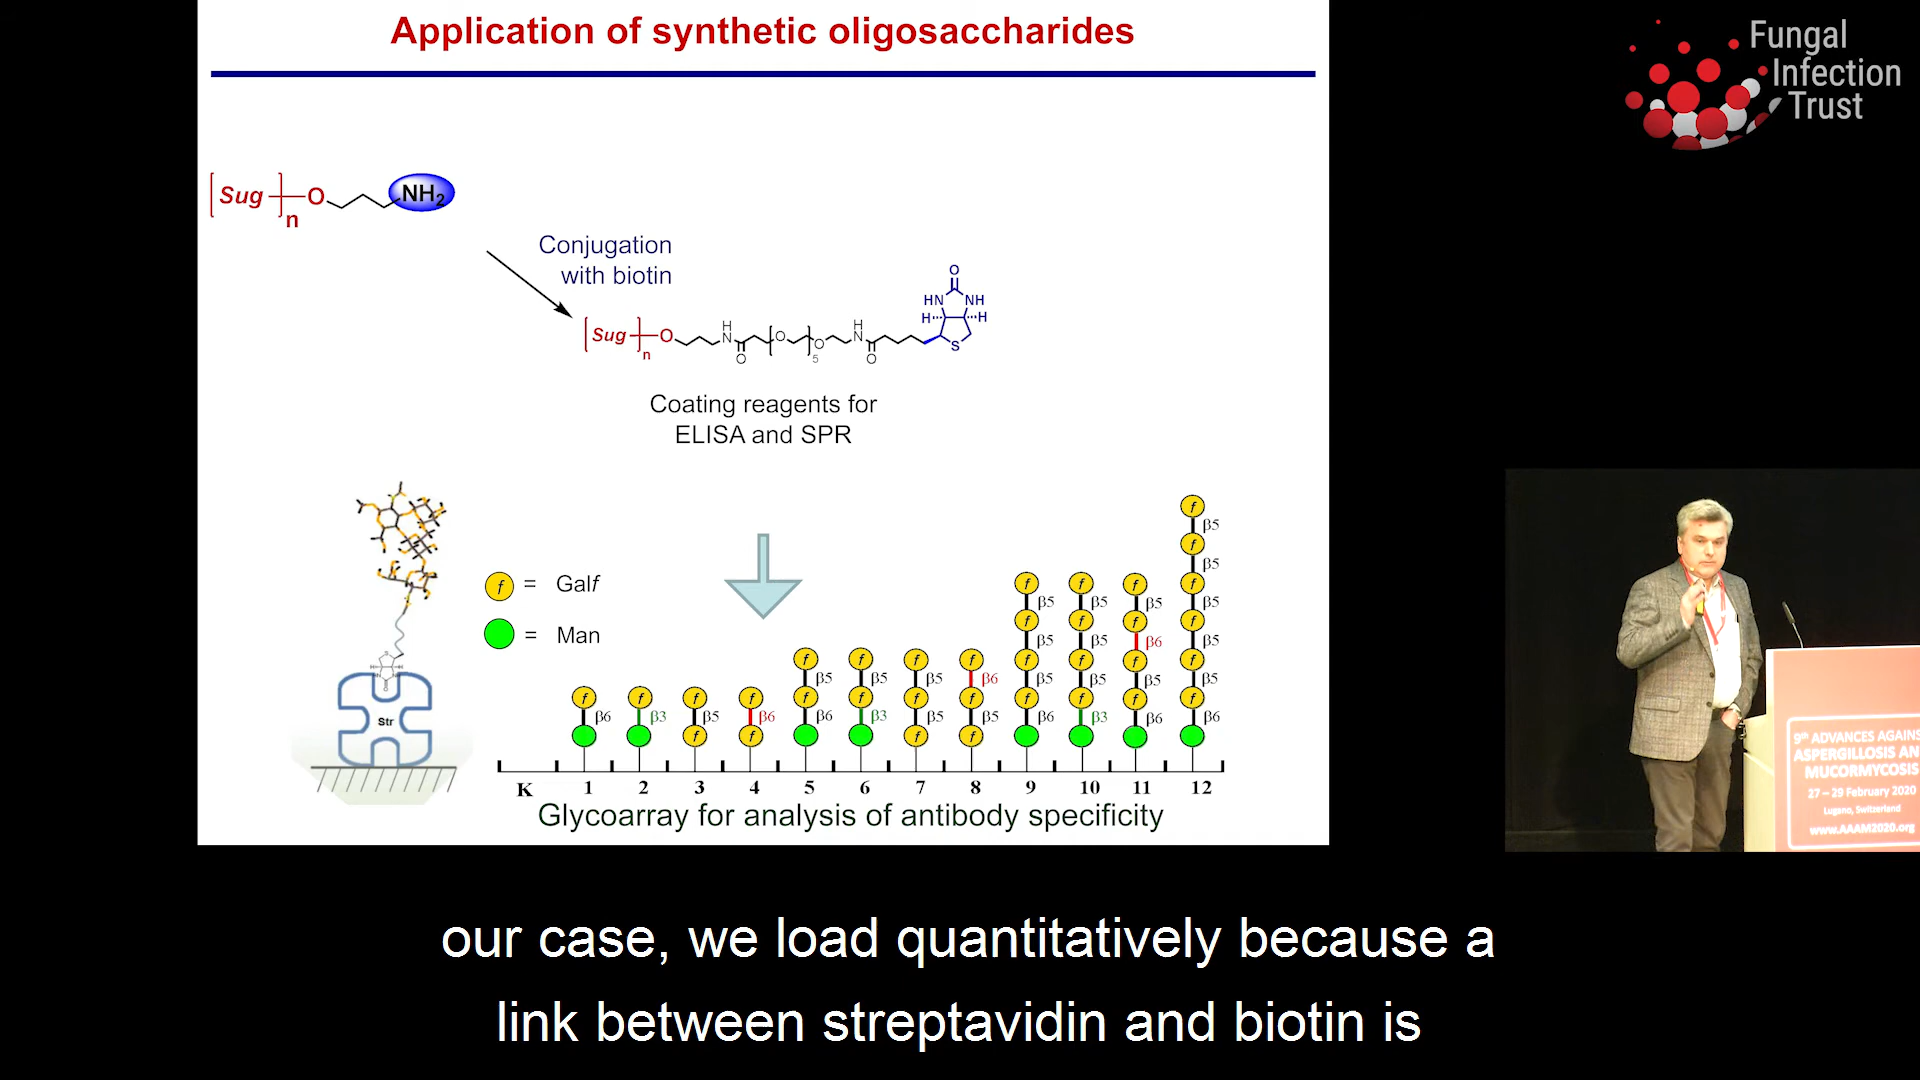 Application of synthetic oligosaccharides
Fungal
Infection
Trust
[Sug]n O NH2
Conjugation
with biotin
O
HN NH
H H
S
[Sug]n O H N O O 5 O H N O
Coating reagents for
ELISA and SPR
f = Galf
= Man
Str
f β6
f β3
f β5 f
f β6 f
f β5 f β6
f β5 f β3
f β5 f β5 f
f β6 f β5 f
f β5 f β5 f β5 f β6
f β5 f β5 f β5 f β3
f β5 f β6 f β5 f β6
f β5 f β5 f β5 f β5 f β5 f β6
K 1 2 3 4 5 6 7 8 9 10 11 12
Glycoarray for analysis of antibody specificity
9th ADVANCES AGAINS
ASPERGILLOSIS AN
MUCORMYCOSIS
27 – 29 February 2020
Lugano, Switzerland
www.AAAM2020.org
our case, we load quantitatively because a
link between streptavidin and biotin is